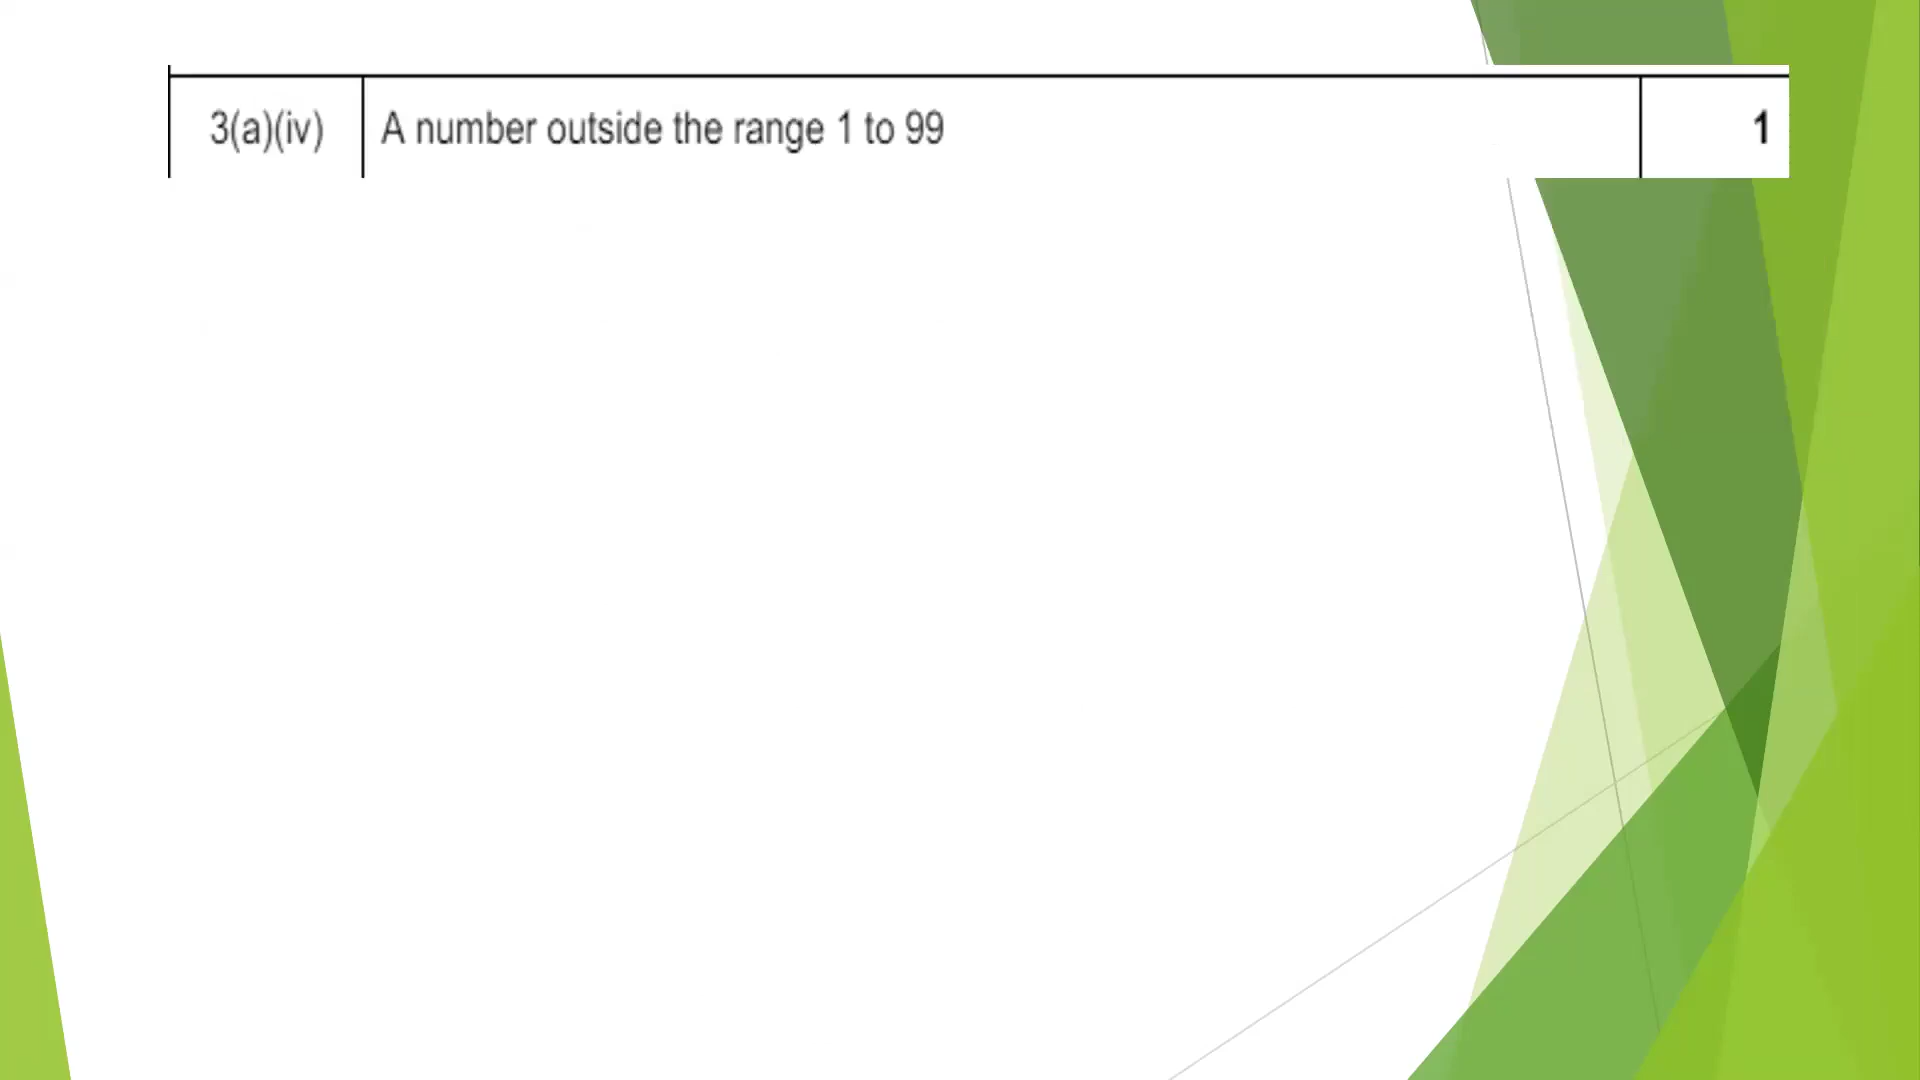 3(a)(iv) A number outside the range 1 to 99 1